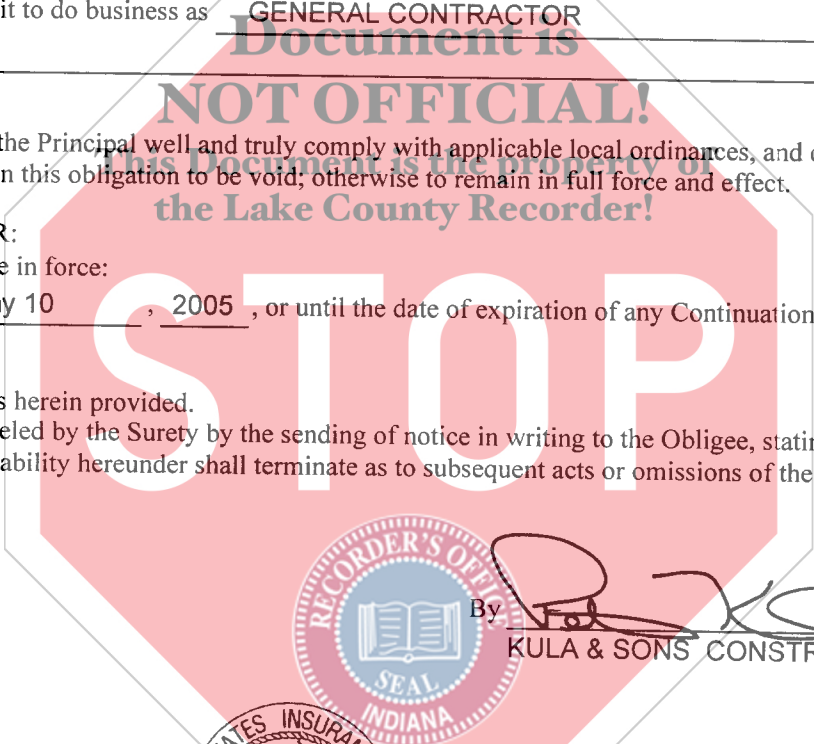 it to do business as GENERAL CONTRACTOR
Document is
NOT OFFICIAL!
the Principal well and truly comply with applicable local ordinances, and
This Document is the property of
n this obligation to be void; otherwise to remain in full force and effect.
the Lake County Recorder!
R:
e in force:
y 10 , 2005 , or until the date of expiration of any Continuation
STOP
s herein provided.
eled by the Surety by the sending of notice in writing to the Obligee, statin
ability hereunder shall terminate as to subsequent acts or omissions of the
RECORDER'S OFFICE
By
KULA & SONS CONSTR
SEAL
INDIANA
ATES INSURAN